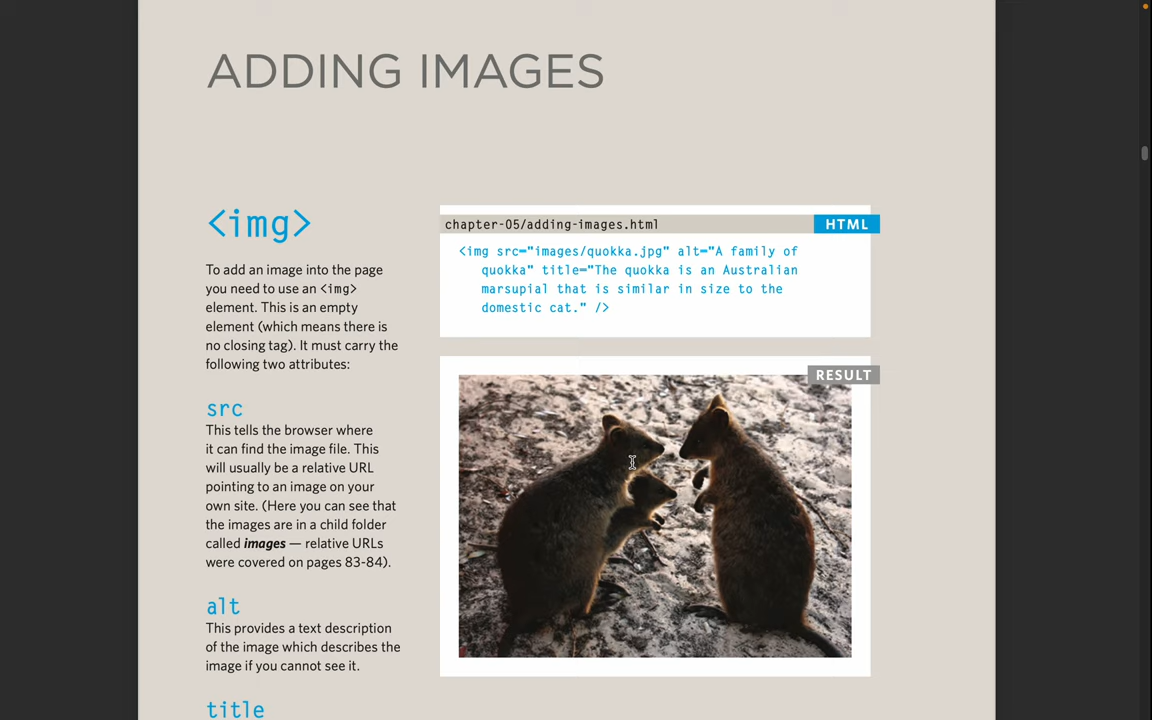 ADDING IMAGES
<img>
To add an image into the page
you need to use an <img>
element. This is an empty
element (which means there is
no closing tag). It must carry the
following two attributes:
src
This tells the browser where
it can find the image file. This
will usually be a relative URL
pointing to an image on your
own site. (Here you can see that
the images are in a child folder
called images — relative URLs
were covered on pages 83-84).
alt
This provides a text description
of the image which describes the
image if you cannot see it.
title
chapter-05/adding-images.html HTML
<img src="images/quokka.jpg" alt="A family of
quokka" title="The quokka is an Australian
marsupial that is similar in size to the
domestic cat." />
RESULT